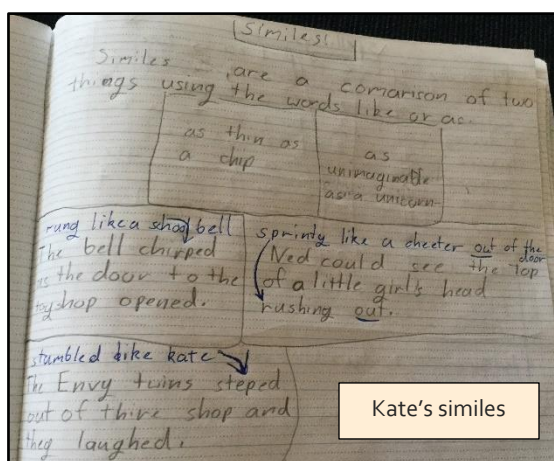 Similes!
Similes are a comarison of two
things using the words like or as.
as thin as
a chip
as
unimaginable
as a unicorn
rung like a school bell
The bell chirped
as the door to the
toyshop opened.
sprinty like a cheeter out of the
door
Ned could see the top
of a little girl's head
rushing out.
stumbled like kate
The Envy twins steped
out of thire shop and
they laughed.
Kate's similes